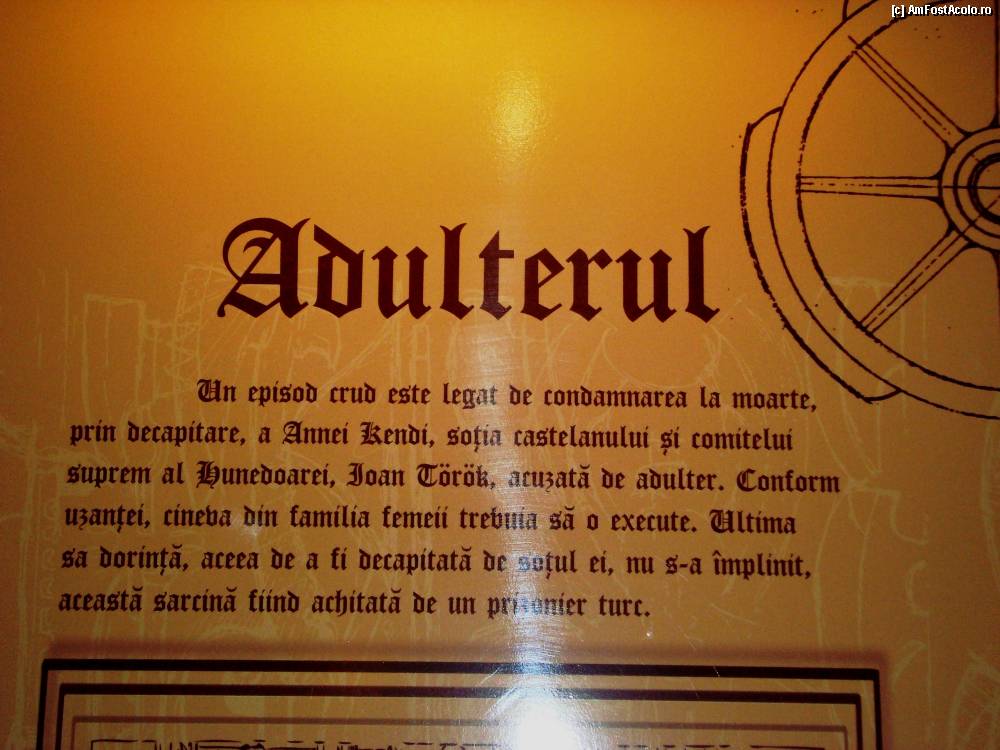 [c] AmFostAcolo.ro
Adulterul
Un episod crud este legat de condamnarea la moarte,
prin decapitare, a Annei Kendi, soția castelanului și comitelui
suprem al Hunedoarei, Ioan Török, acuzată de adulter. Conform
uzanței, cineva din familia femeii trebuia să o execute. Ultima
sa dorință, aceea de a fi decapitată de soțul ei, nu s-a împlinit,
această sarcină fiind achitată de un prizonier turc.